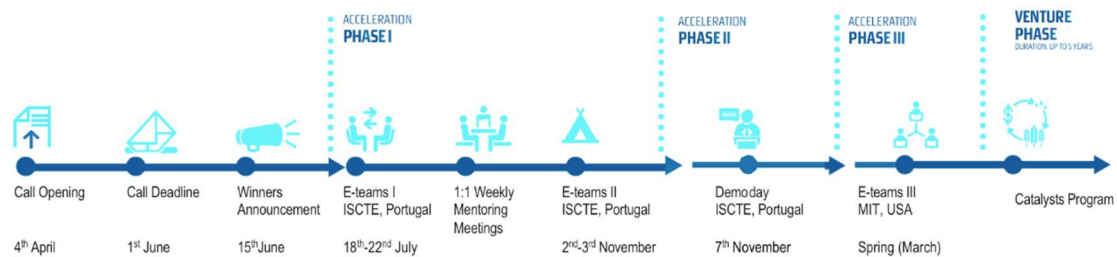 ACCELERATION
PHASE I
ACCELERATION
PHASE II
ACCELERATION
PHASE III
VENTURE
PHASE
DURATION: UP TO 5 YEARS
Call Opening
4th April
Call Deadline
1st June
Winners
Announcement
15thJune
E-teams I
ISCTE, Portugal
18th-22nd July
1:1 Weekly
Mentoring
Meetings
E-teams II
ISCTE, Portugal
2nd-3rd November
Demoday
ISCTE, Portugal
7th November
E-teams III
MIT, USA
Spring (March)
Catalysts Program